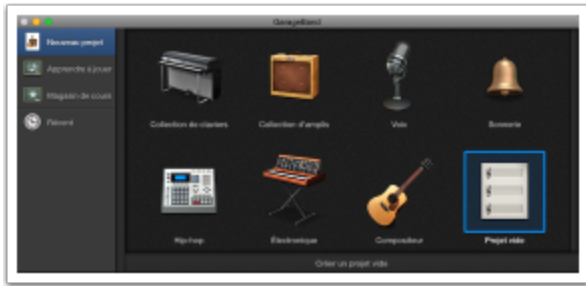 GarageBand
Nouveau projet
Apprendre à jouer
Magasin de cours
Récent
Collection de claviers
Collection d'amplis
Voix
Sonnerie
Hip-hop
Électronique
Compositeur
Projet vide
Créer un projet vide